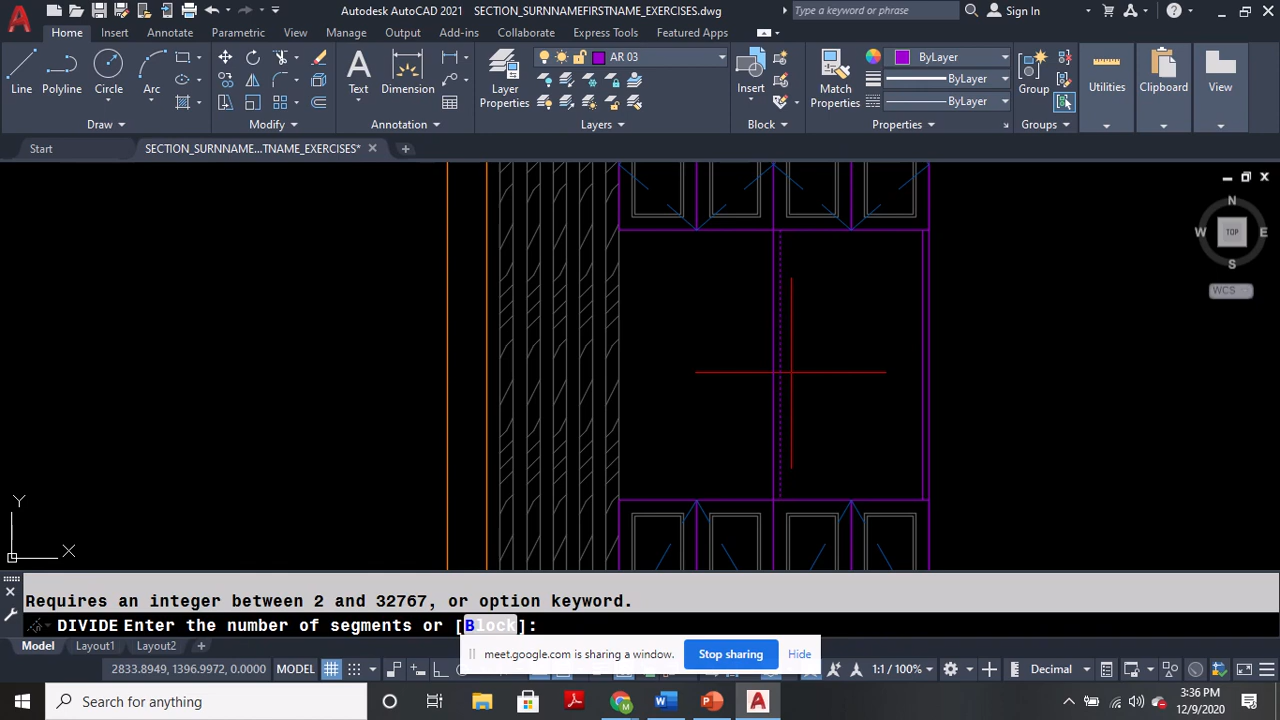 Autodesk AutoCAD 2021 SECTION_SURNNAMEFIRSTNAME_EXERCISES.dwg
Type a keyword or phrase
Sign In
Home Insert Annotate Parametric View Manage Output Add-ins Collaborate Express Tools Featured Apps
Line Polyline Circle Arc
Text Dimension
Layer
Properties
AR 03
Insert
Match
Properties
ByLayer
ByLayer
ByLayer
Group
Utilities
Clipboard
View
Draw Modify Annotation Layers Block Properties Groups
Start SECTION_SURNNAME...TNAME_EXERCISES*
N
W TOP E
S
WCS
Y
X
Requires an integer between 2 and 32767, or option keyword.
DIVIDE Enter the number of segments or [Block]:
Model Layout1 Layout2
meet.google.com is sharing a window. Stop sharing Hide
2833.8949, 1396.9972, 0.0000 MODEL 1:1 / 100% Decimal
Search for anything
3:36 PM
12/9/2020